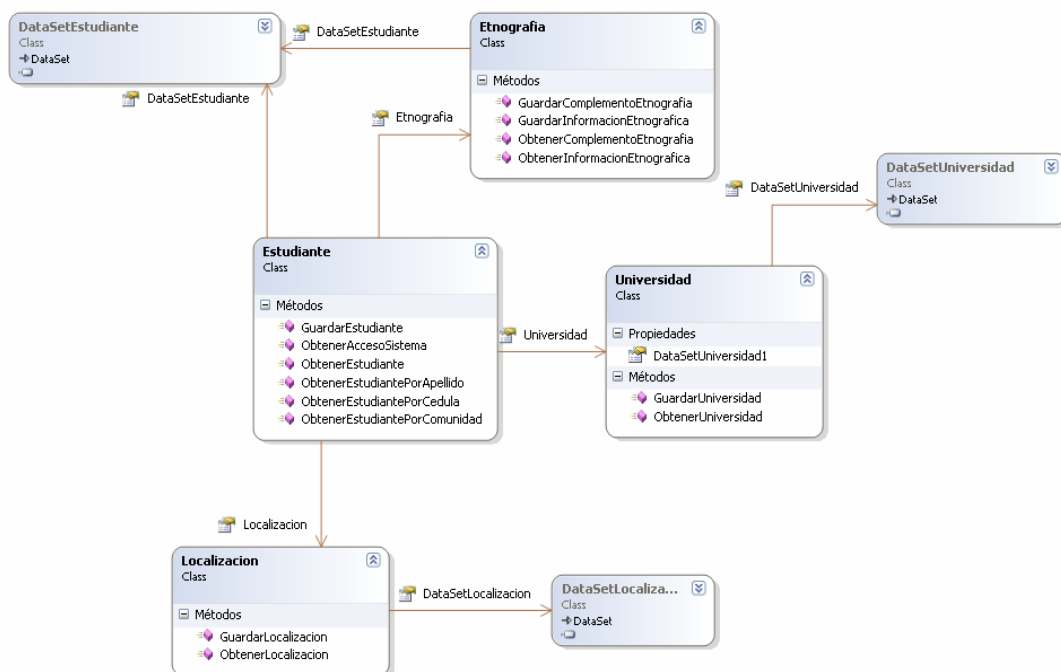 DataSetEstudiante
Class
DataSet
DataSetEstudiante
Etnografia
Class
Métodos
GuardarComplementoEtnografia
GuardarInformacionEtnografica
ObtenerComplementoEtnografia
ObtenerInformacionEtnografica
DataSetEstudiante
Etnografia
DataSetUniversidad
DataSetUniversidad
Class
DataSet
Estudiante
Class
Métodos
GuardarEstudiante
ObtenerAccesoSistema
ObtenerEstudiante
ObtenerEstudiantePorApellido
ObtenerEstudiantePorCedula
ObtenerEstudiantePorComunidad
Universidad
Universidad
Class
Propiedades
DataSetUniversidad1
Métodos
GuardarUniversidad
ObtenerUniversidad
Localizacion
Localizacion
Class
Métodos
GuardarLocalizacion
ObtenerLocalizacion
DataSetLocalizacion
DataSetLocaliza...
Class
DataSet